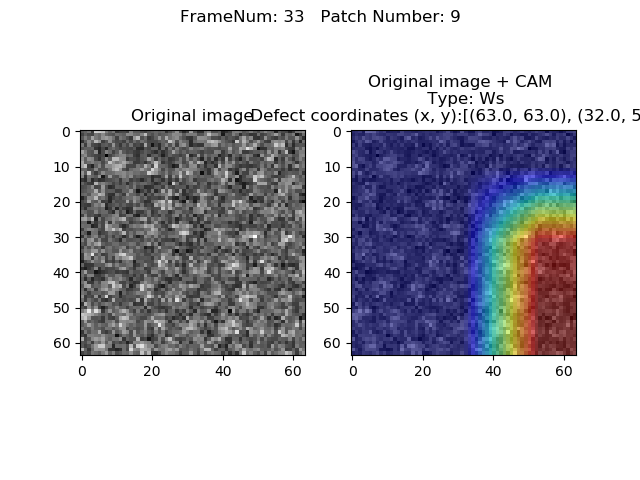 FrameNum: 33   Patch Number: 9
Original image + CAM
Type: Ws
Original image
Defect coordinates (x, y):[(63.0, 63.0), (32.0, 5
0
10
20
30
40
50
60
0 20 40 60
0
10
20
30
40
50
60
0 20 40 60